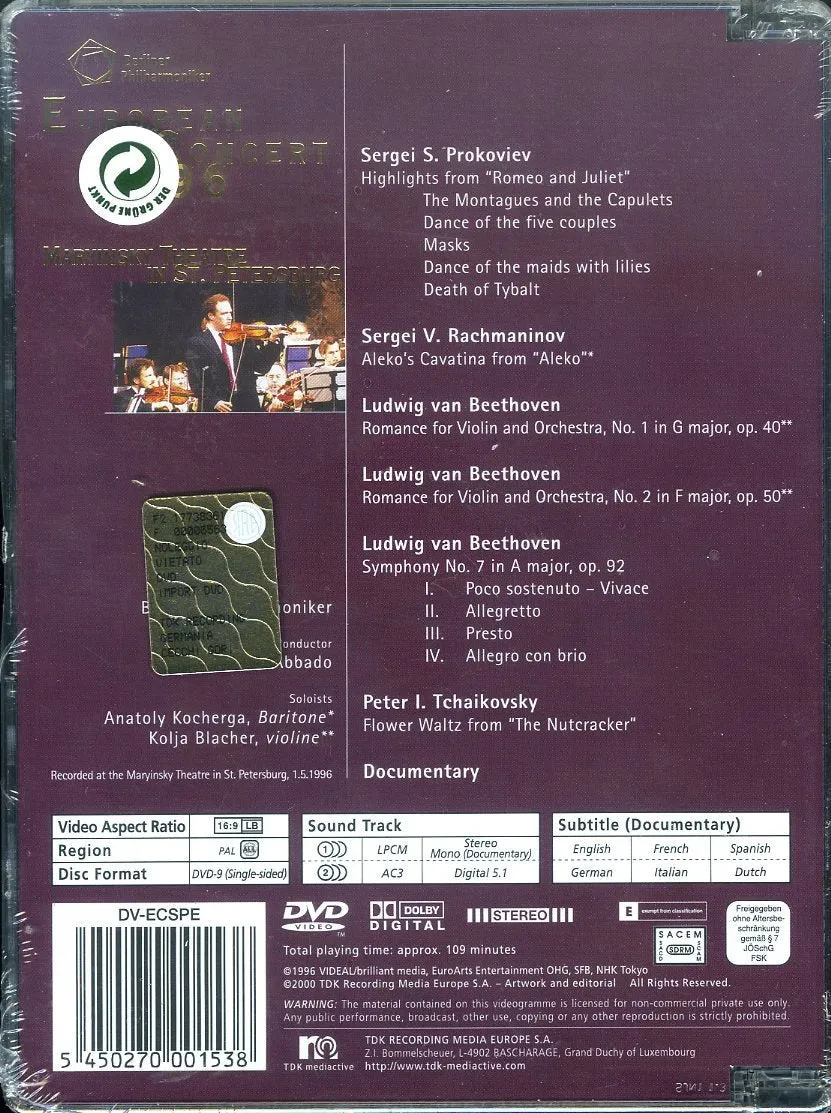 Berliner
Philharmoniker
EUROPEAN
CONCERT
96
DER GRÜNE PUNKT
MARYINSKY THEATRE
IN ST. PETERSBURG
oniker
onductor
bbado
Soloists
Anatoly Kocherga, Baritone*
Kolja Blacher, violine**
Recorded at the Maryinsky Theatre in St. Petersburg, 1.5.1996
NOLEGGIO
VIETATO
DVD
IMPORT DVD
TDK RECORDING
GERMANIA
Sergei S. Prokoviev
Highlights from "Romeo and Juliet"
The Montagues and the Capulets
Dance of the five couples
Masks
Dance of the maids with lilies
Death of Tybalt
Sergei V. Rachmaninov
Aleko's Cavatina from "Aleko"*
Ludwig van Beethoven
Romance for Violin and Orchestra, No. 1 in G major, op. 40**
Ludwig van Beethoven
Romance for Violin and Orchestra, No. 2 in F major, op. 50**
Ludwig van Beethoven
Symphony No. 7 in A major, op. 92
I. Poco sostenuto – Vivace
II. Allegretto
III. Presto
IV. Allegro con brio
Peter I. Tchaikovsky
Flower Waltz from "The Nutcracker"
Documentary
Video Aspect Ratio 16:9 LB
Region PAL ALL
Disc Format DVD-9 (Single-sided)
Sound Track
1 LPCM Stereo
Mono (Documentary)
2 AC3 Digital 5.1
Subtitle (Documentary)
English French Spanish
German Italian Dutch
DV-ECSPE
5 450270 001538
DVD
VIDEO
TM
DOLBY
DIGITAL
STEREO
E exempt from classification
SACEM
SACD SDRM SCAM
Freigegeben
ohne Altersbe-
schränkung
gemäß § 7
JÖSchG
FSK
Total playing time: approx. 109 minutes
©1996 VIDEAL/brilliant media, EuroArts Entertainment OHG, SFB, NHK Tokyo
©2000 TDK Recording Media Europe S.A. – Artwork and editorial All Rights Reserved.
WARNING: The material contained on this videogramme is licensed for non-commercial private use only.
Any public performance, broadcast, other use, copying or any other reproduction is strictly prohibited.
TDK mediactive
TDK RECORDING MEDIA EUROPE S.A.
Z.I. Bommelscheuer, L-4902 BASCHARAGE, Grand Duchy of Luxembourg
http://www.tdk-mediactive.com